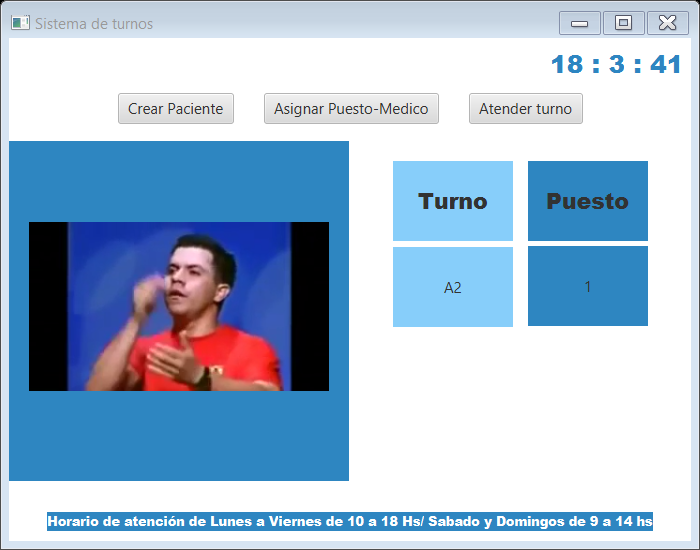 Sistema de turnos
18 : 3 : 41
Crear Paciente
Asignar Puesto-Medico
Atender turno
Turno
Puesto
A2
1
Horario de atención de Lunes a Viernes de 10 a 18 Hs/ Sabado y Domingos de 9 a 14 hs